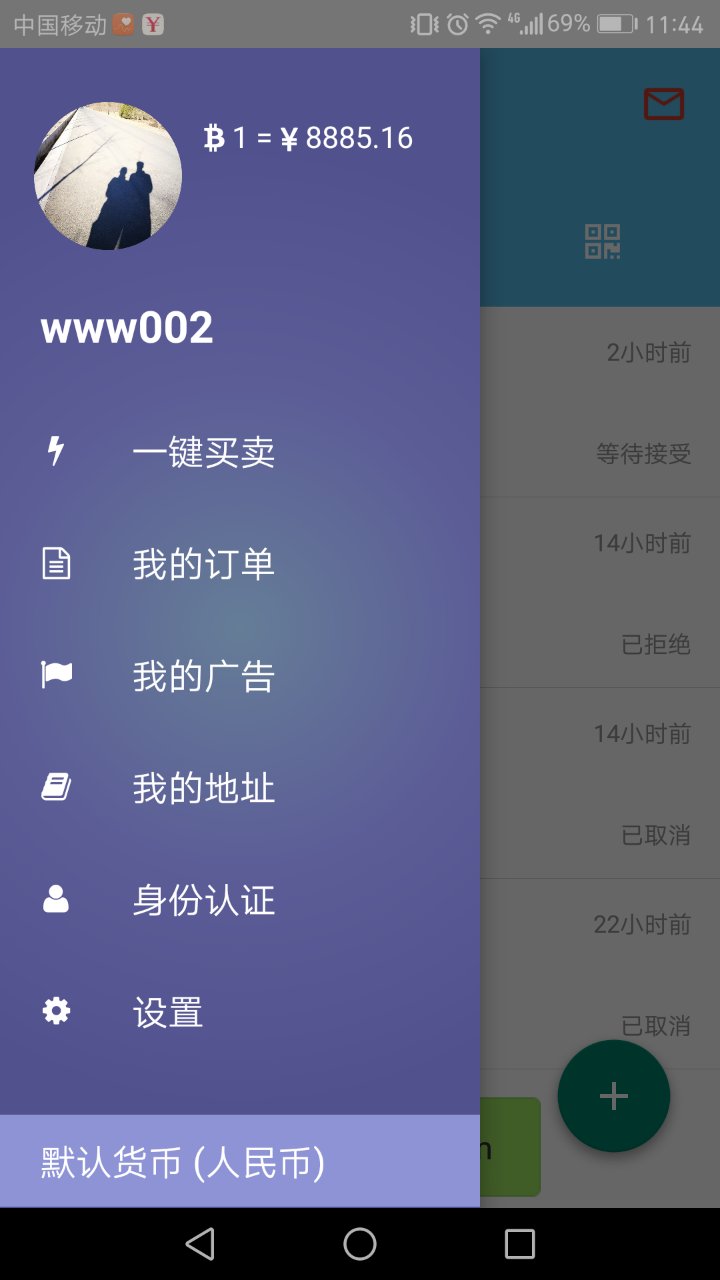 中国移动 4G 69% 11:44
₿ 1 = ¥ 8885.16
www002
一键买卖
我的订单
我的广告
我的地址
身份认证
设置
默认货币 (人民币)
2小时前
等待接受
14小时前
已拒绝
14小时前
已取消
22小时前
已取消